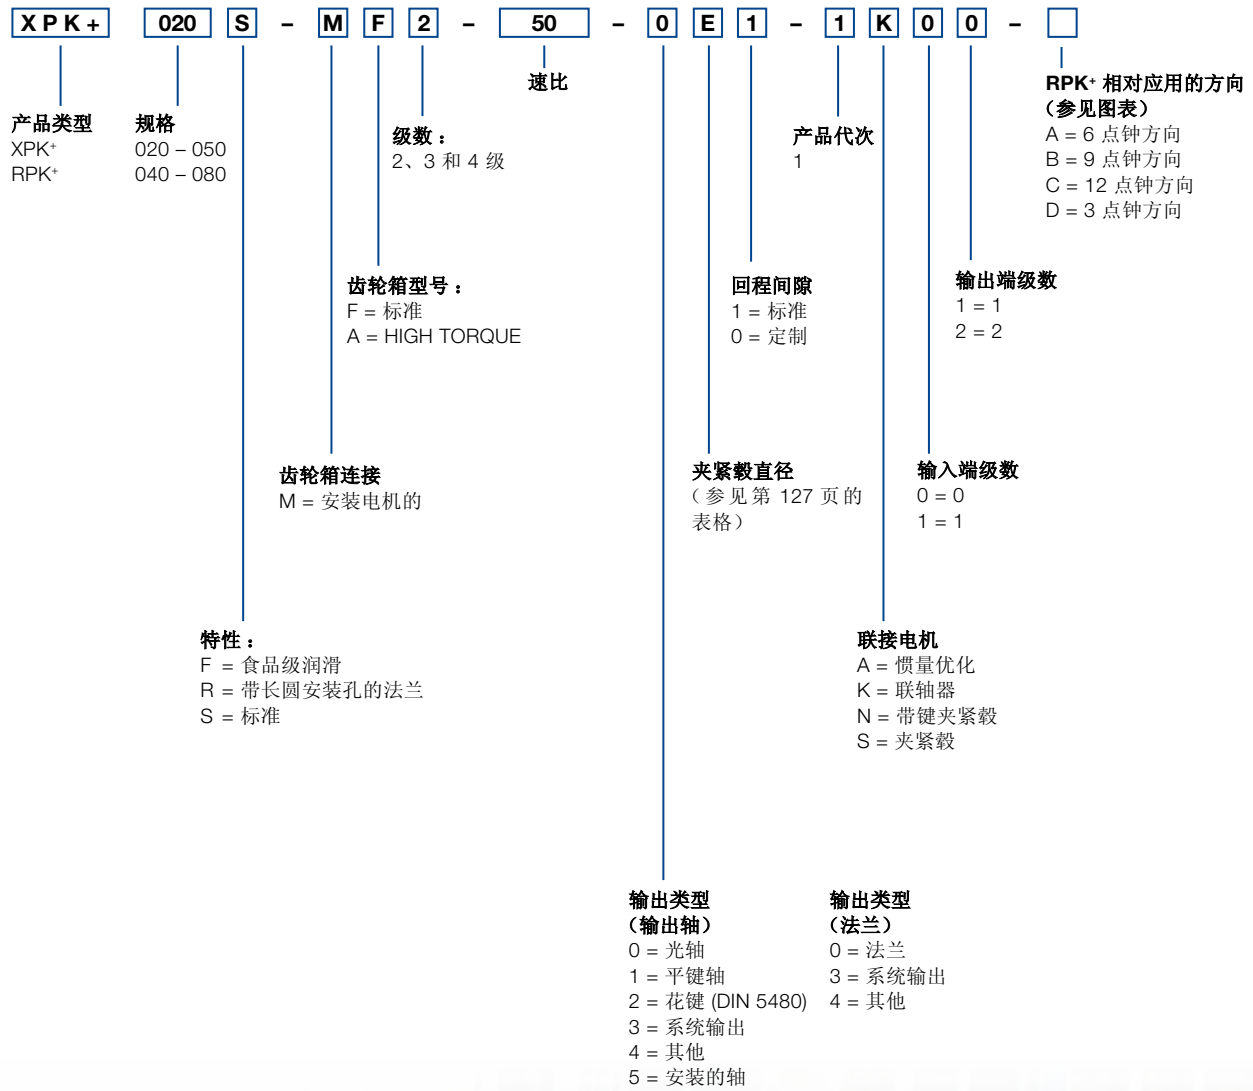 XPK+ 020 S – M F 2 – 50 – 0 E 1 – 1 K 0 0 –
速比
RPK+ 相对应用的方向
（参见图表）
A = 6 点钟方向
B = 9 点钟方向
C = 12 点钟方向
D = 3 点钟方向
产品类型
XPK+
RPK+
规格
020 – 050
040 – 080
级数：
2、3 和 4 级
产品代次
1
齿轮箱型号：
F = 标准
A = HIGH TORQUE
回程间隙
1 = 标准
0 = 定制
输出端级数
1 = 1
2 = 2
齿轮箱连接
M = 安装电机的
夹紧毂直径
（参见第 127 页的
表格）
输入端级数
0 = 0
1 = 1
特性：
F = 食品级润滑
R = 带长圆安装孔的法兰
S = 标准
联接电机
A = 惯量优化
K = 联轴器
N = 带键夹紧毂
S = 夹紧毂
输出类型
（输出轴）
0 = 光轴
1 = 平键轴
2 = 花键 (DIN 5480)
3 = 系统输出
4 = 其他
5 = 安装的轴
输出类型
（法兰）
0 = 法兰
3 = 系统输出
4 = 其他